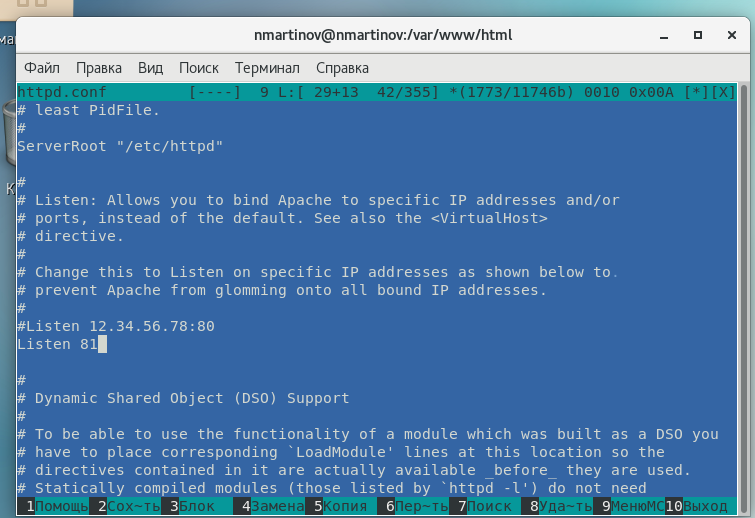 nmartinov@nmartinov:/var/www/html
Файл Правка Вид Поиск Терминал Справка
httpd.conf [----] 9 L:[ 29+13 42/355] *(1773/11746b) 0010 0x00A [*][X]
# least PidFile.
#
ServerRoot "/etc/httpd"
#
# Listen: Allows you to bind Apache to specific IP addresses and/or
# ports, instead of the default. See also the <VirtualHost>
# directive.
#
# Change this to Listen on specific IP addresses as shown below to.
# prevent Apache from glomming onto all bound IP addresses.
#
#Listen 12.34.56.78:80
Listen 81
#
# Dynamic Shared Object (DSO) Support
#
# To be able to use the functionality of a module which was built as a DSO you
# have to place corresponding `LoadModule' lines at this location so the
# directives contained in it are actually available _before_ they are used.
# Statically compiled modules (those listed by `httpd -l') do not need
1Помощь 2Сох~ть 3Блок 4Замена 5Копия 6Пер~ть 7Поиск 8Уда~ть 9МенюМС 10Выход